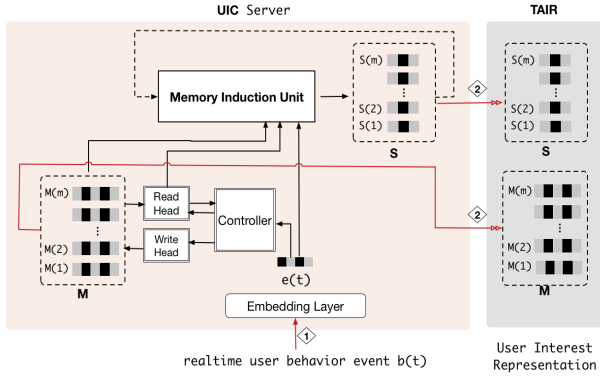 UIC Server
TAIR
Memory Induction Unit
S(m)
S(2)
S(1)
S
2
S(m)
S(2)
S(1)
S
M(m)
M(2)
M(1)
M
Read
Head
Write
Head
Controller
e(t)
2
M(m)
M(2)
M(1)
M
Embedding Layer
1
realtime user behavior event b(t)
User Interest
Representation